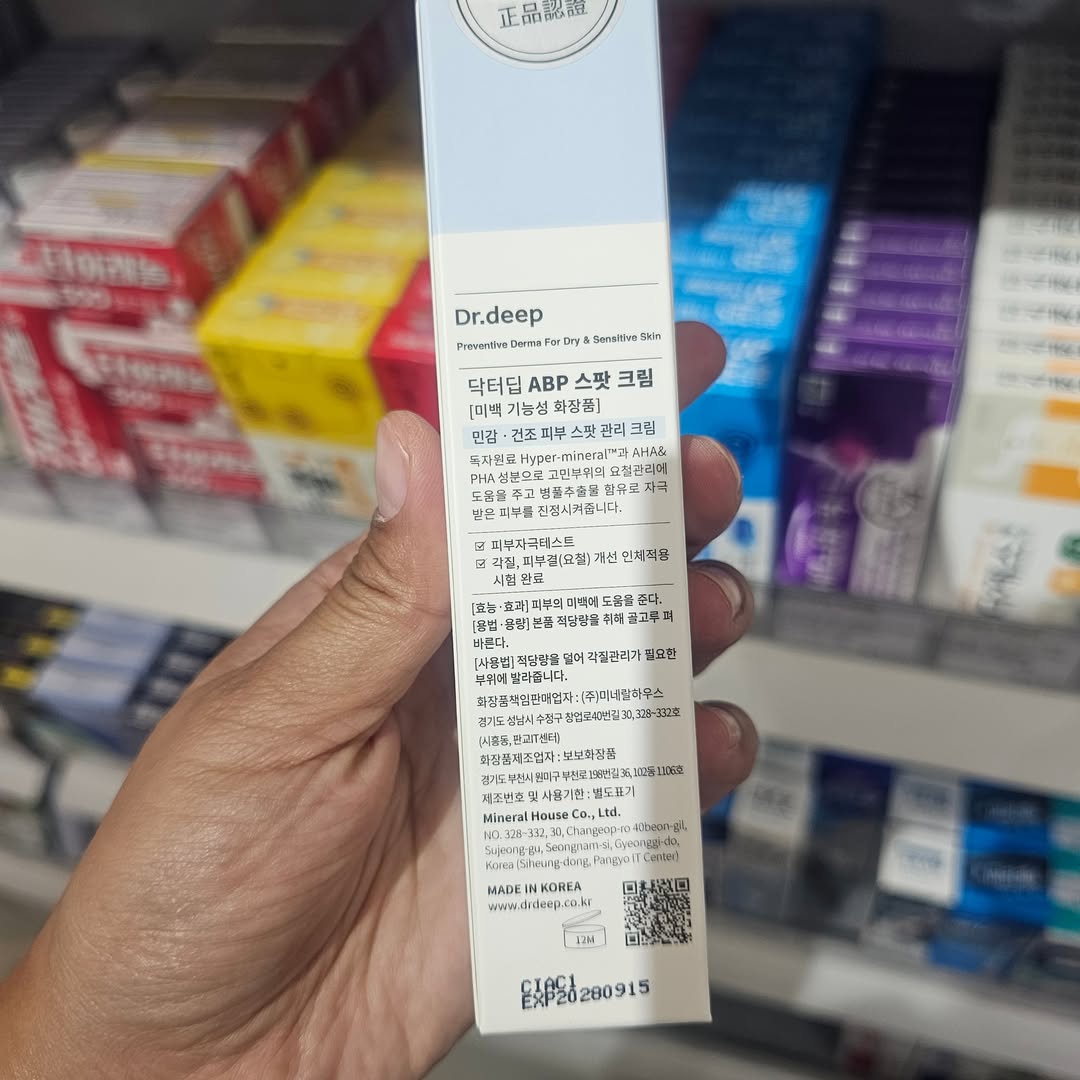 正品認證
Dr.deep
Preventive Derma For Dry & Sensitive Skin
닥터딥 ABP 스팟 크림
[미백 기능성 화장품]
민감 · 건조 피부 스팟 관리 크림
독자원료 Hyper-mineral™과 AHA&
PHA 성분으로 고민부위의 요철관리에
도움을 주고 병풀추출물 함유로 자극
받은 피부를 진정시켜줍니다.
☑ 피부자극테스트
☑ 각질, 피부결(요철) 개선 인체적용
시험 완료
[효능·효과] 피부의 미백에 도움을 준다.
[용법·용량] 본품 적당량을 취해 골고루 펴
바른다.
[사용법] 적당량을 덜어 각질관리가 필요한
부위에 발라줍니다.
화장품책임판매업자 : (주)미네랄하우스
경기도 성남시 수정구 창업로40번길 30, 328~332호
(시흥동, 판교IT센터)
화장품제조업자 : 보보화장품
경기도 부천시 원미구 부천로 198번길 36, 102동 1106호
제조번호 및 사용기한 : 별도표기
Mineral House Co., Ltd.
NO. 328~332, 30, Changeop-ro 40beon-gil,
Sujeong-gu, Seongnam-si, Gyeonggi-do,
Korea (Siheung-dong, Pangyo IT Center)
MADE IN KOREA
www.drdeep.co.kr
12M
CIAC1
EXP20280915